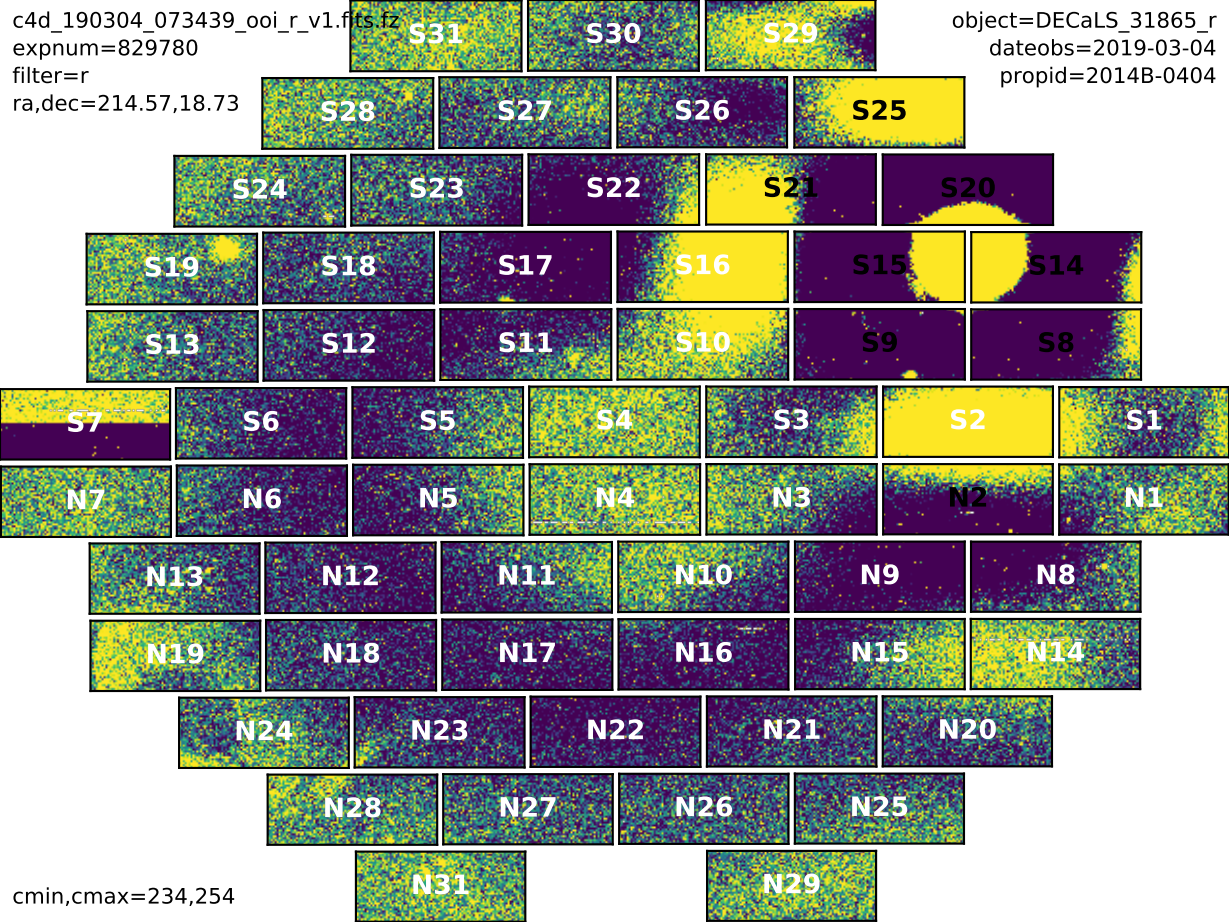 c4d_190304_073439_ooi_r_v1.fits.fz
expnum=829780
filter=r
ra,dec=214.57,18.73
object=DECaLS_31865_r
dateobs=2019-03-04
propid=2014B-0404
S31 S30 S29
S28 S27 S26 S25
S24 S23 S22 S21 S20
S19 S18 S17 S16 S15 S14
S13 S12 S11 S10 S9 S8
S7 S6 S5 S4 S3 S2 S1
N7 N6 N5 N4 N3 N2 N1
N13 N12 N11 N10 N9 N8
N19 N18 N17 N16 N15 N14
N24 N23 N22 N21 N20
N28 N27 N26 N25
N31 N29
cmin,cmax=234,254